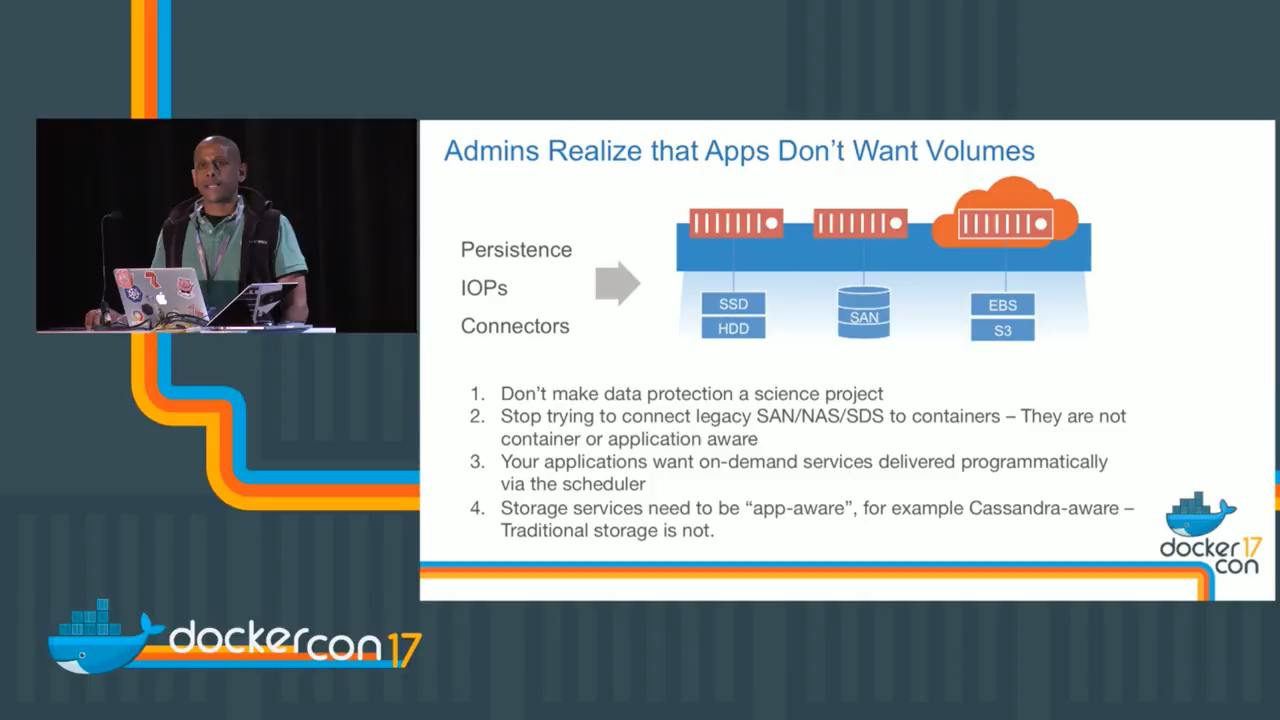 Admins Realize that Apps Don't Want Volumes
Persistence
IOPs
Connectors
SSD
HDD
SAN
EBS
S3
1. Don't make data protection a science project
2. Stop trying to connect legacy SAN/NAS/SDS to containers – They are not
container or application aware
3. Your applications want on-demand services delivered programmatically
via the scheduler
4. Storage services need to be “app-aware”, for example Cassandra-aware –
Traditional storage is not.
docker 17
con
dockercon 17